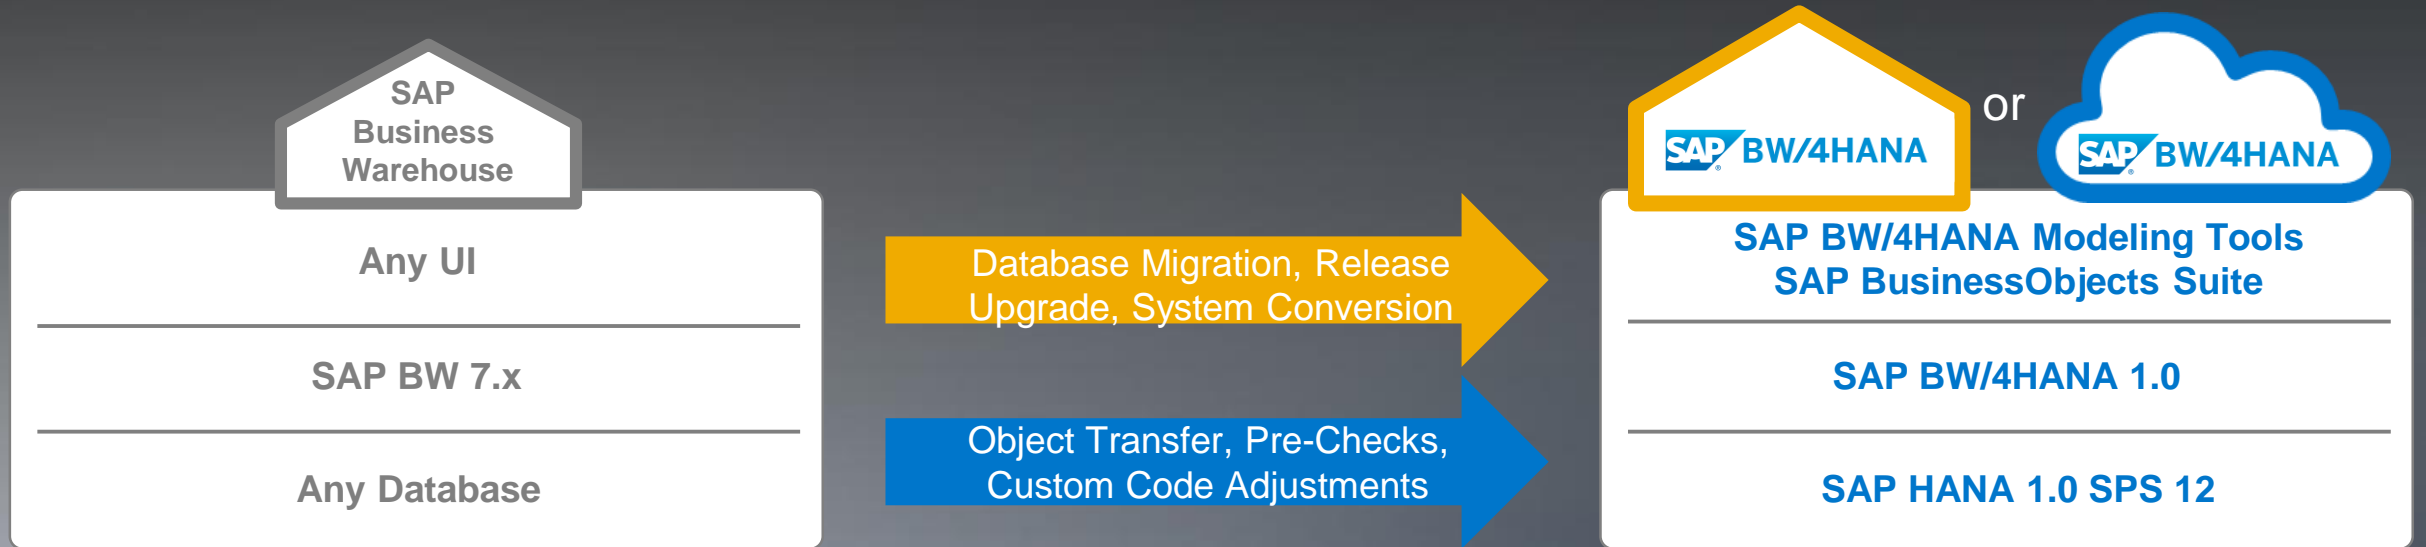 SAP
Business
Warehouse
Any UI
SAP BW 7.x
Any Database
Database Migration, Release
Upgrade, System Conversion
Object Transfer, Pre-Checks,
Custom Code Adjustments
SAP BW/4HANA
or
SAP BW/4HANA
SAP BW/4HANA Modeling Tools
SAP BusinessObjects Suite
SAP BW/4HANA 1.0
SAP HANA 1.0 SPS 12